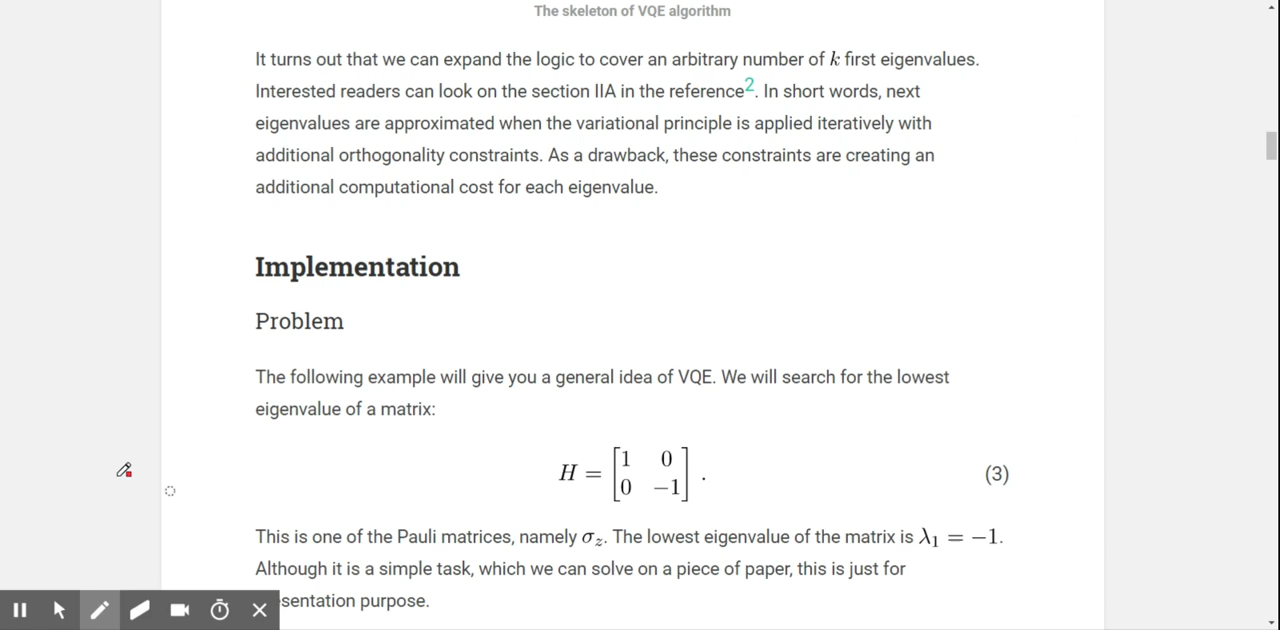 The skeleton of VQE algorithm
It turns out that we can expand the logic to cover an arbitrary number of k first eigenvalues.
Interested readers can look on the section IIA in the reference². In short words, next
eigenvalues are approximated when the variational principle is applied iteratively with
additional orthogonality constraints. As a drawback, these constraints are creating an
additional computational cost for each eigenvalue.
Implementation
Problem
The following example will give you a general idea of VQE. We will search for the lowest
eigenvalue of a matrix:
H = [1 0
0 −1] . (3)
This is one of the Pauli matrices, namely σz. The lowest eigenvalue of the matrix is λ₁ = −1.
Although it is a simple task, which we can solve on a piece of paper, this is just for
sentation purpose.